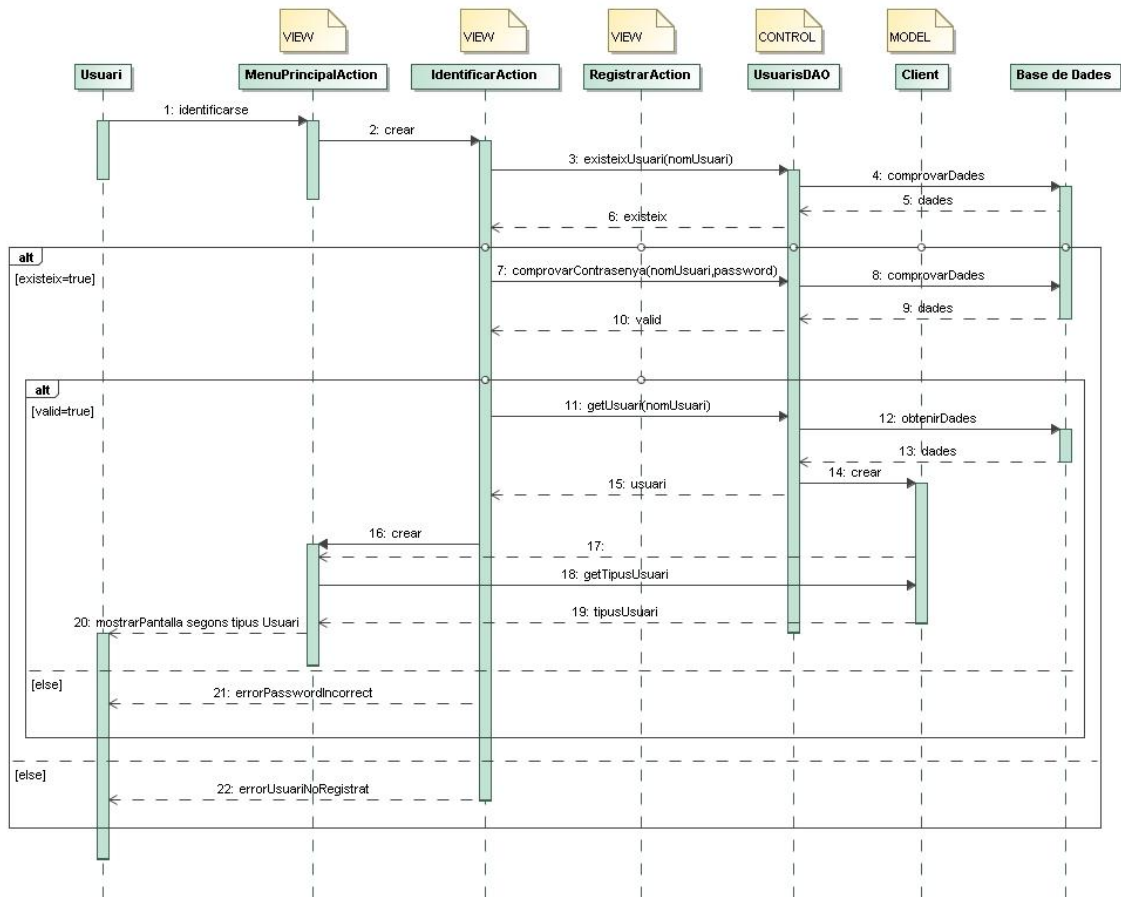 VIEW
VIEW
VIEW
CONTROL
MODEL
Usuari
MenuPrincipalAction
IdentificarAction
RegistrarAction
UsuarisDAO
Client
Base de Dades
1: identificarse
2: crear
3: existeixUsuari(nomUsuari)
4: comprovarDades
5: dades
6: existeix
alt
[existeix=true]
7: comprovarContrasenya(nomUsuari,password)
8: comprovarDades
9: dades
10: valid
alt
[valid=true]
11: getUsuari(nomUsuari)
12: obtenirDades
13: dades
14: crear
15: usuari
16: crear
17:
18: getTipusUsuari
19: tipusUsuari
20: mostrarPantalla segons tipus Usuari
[else]
21: errorPasswordIncorrect
[else]
22: errorUsuariNoRegistrat